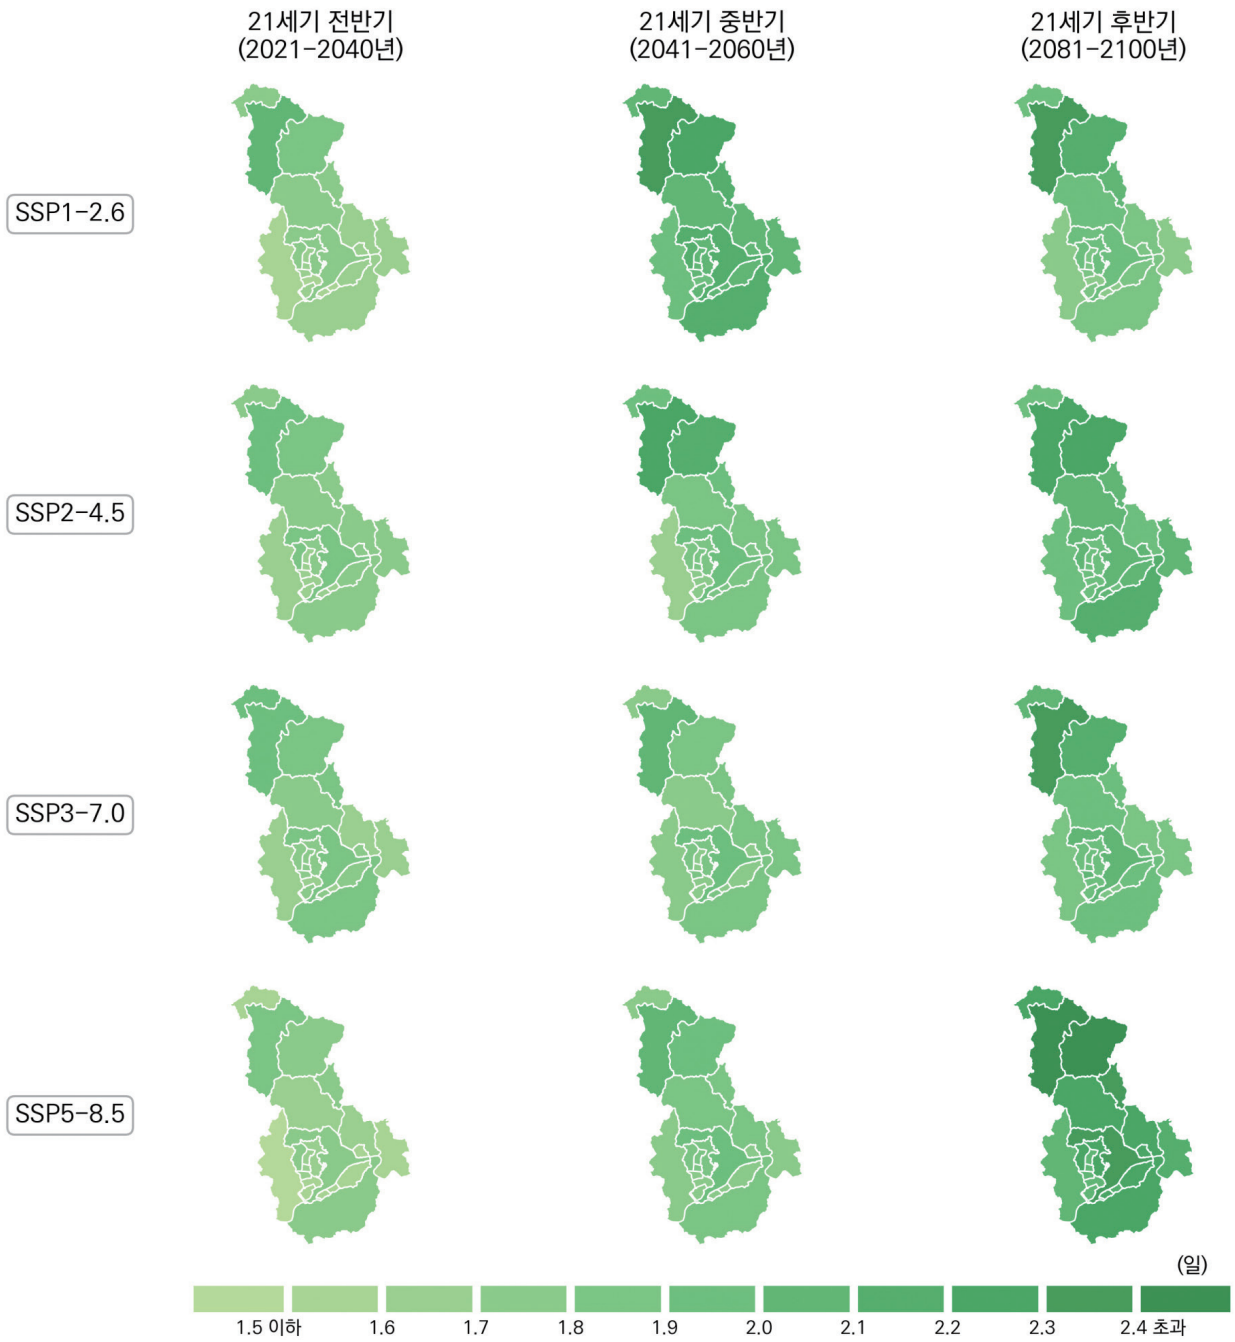 21세기 전반기
(2021-2040년)
21세기 중반기
(2041-2060년)
21세기 후반기
(2081-2100년)
SSP1-2.6
SSP2-4.5
SSP3-7.0
SSP5-8.5
(일)
1.5 이하 1.6 1.7 1.8 1.9 2.0 2.1 2.2 2.3 2.4 초과